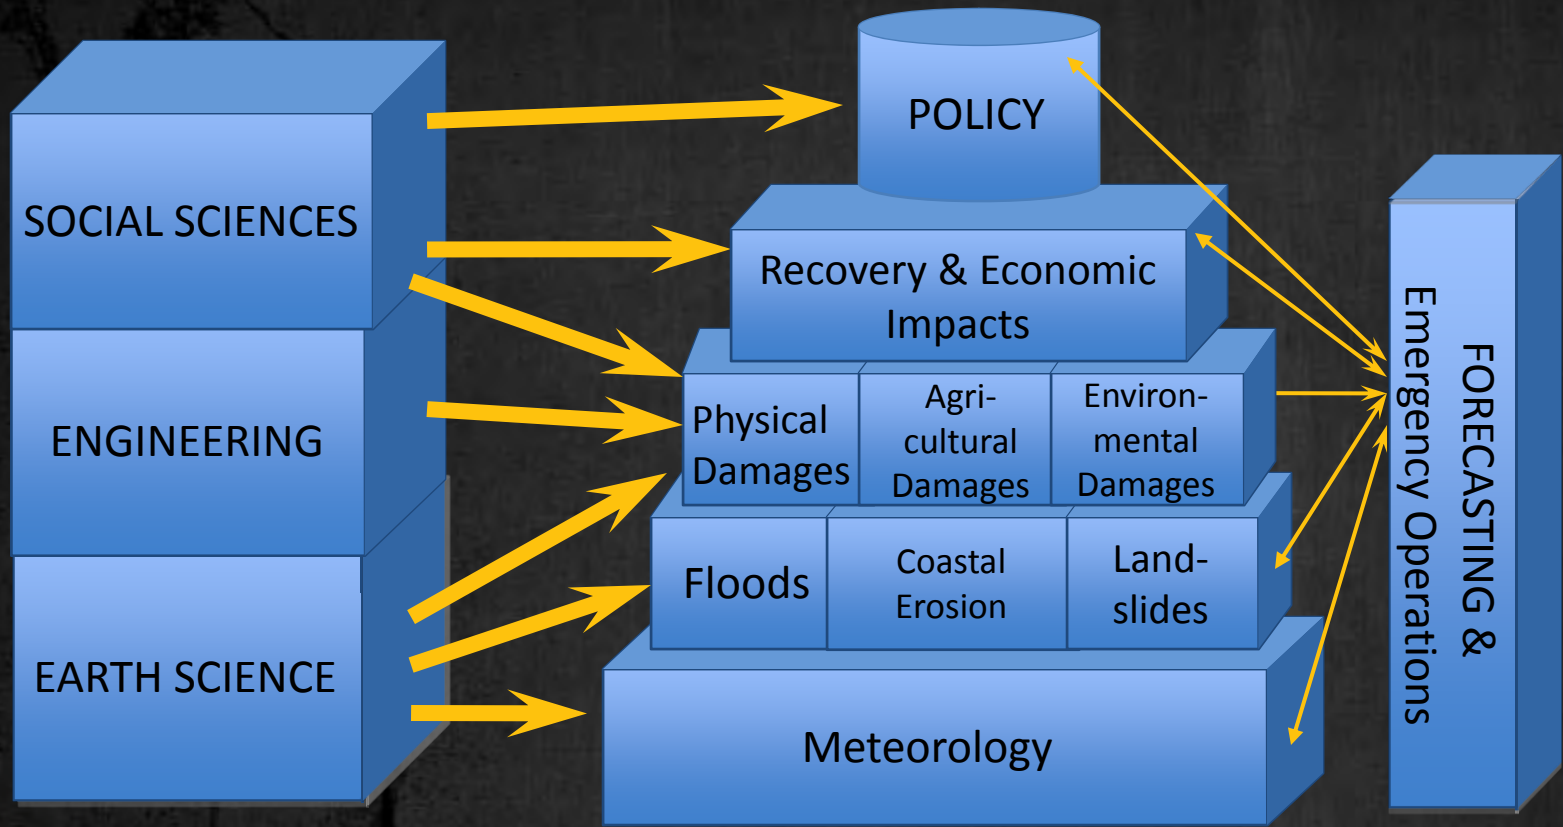 SOCIAL SCIENCES
ENGINEERING
EARTH SCIENCE
POLICY
Recovery & Economic
Impacts
Physical
Damages
Agri-
cultural
Damages
Environ-
mental
Damages
Floods
Coastal
Erosion
Land-
slides
Meteorology
FORECASTING &
Emergency Operations